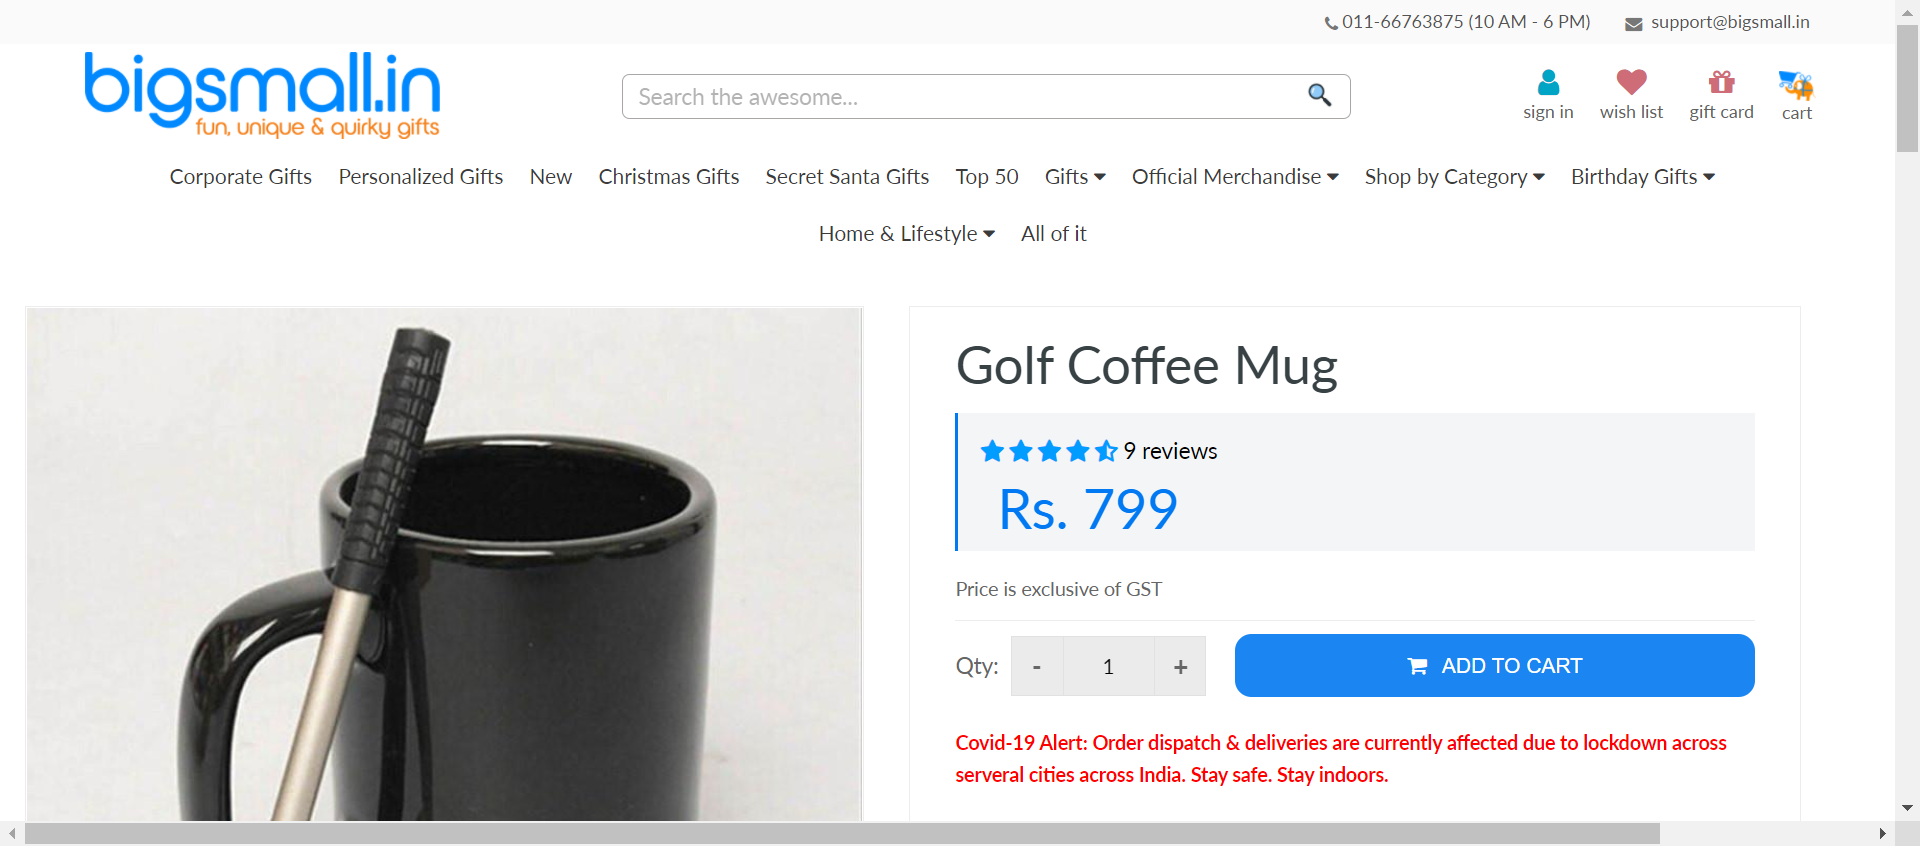 011-66763875 (10 AM - 6 PM) support@bigsmall.in
bigsmall.in
fun, unique & quirky gifts
Search the awesome...
sign in wish list gift card cart
Corporate Gifts Personalized Gifts New Christmas Gifts Secret Santa Gifts Top 50 Gifts Official Merchandise Shop by Category Birthday Gifts
Home & Lifestyle All of it
Golf Coffee Mug
9 reviews
Rs. 799
Price is exclusive of GST
Qty: - 1 + ADD TO CART
Covid-19 Alert: Order dispatch & deliveries are currently affected due to lockdown across
serveral cities across India. Stay safe. Stay indoors.